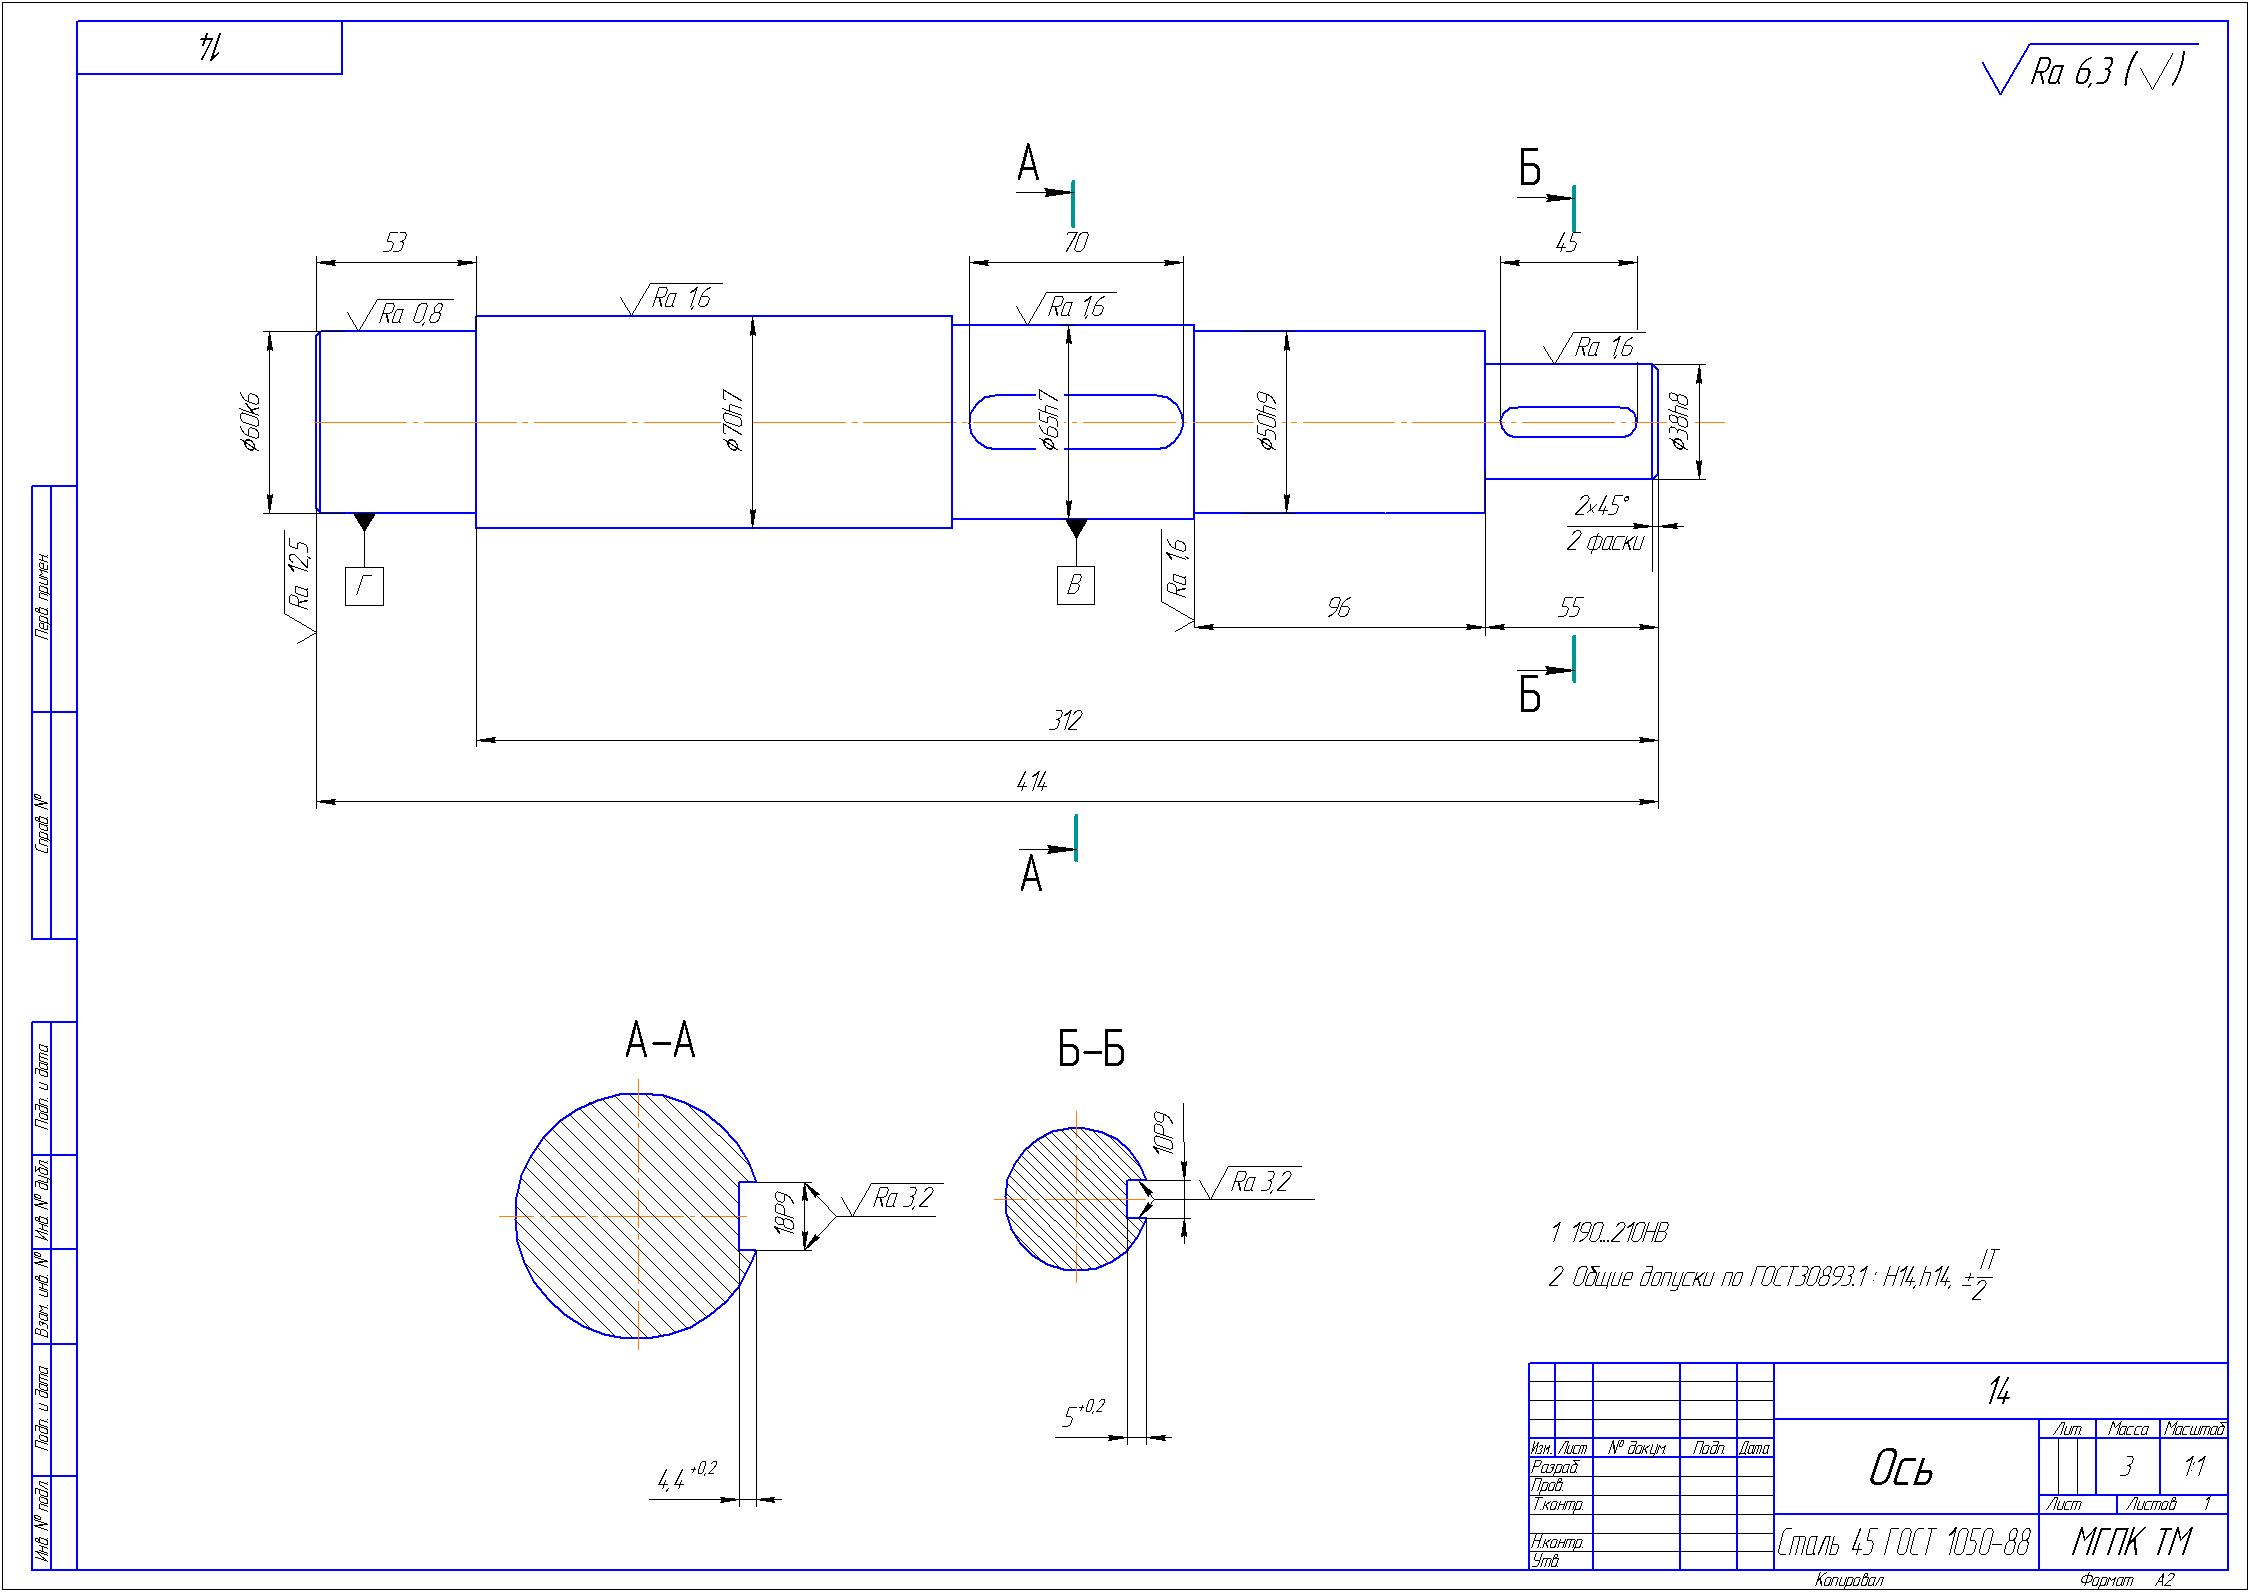 14
Ra 6,3 (√)
А
Б
53
70
45
Ra 0,8
Ra 1,6
Ra 1,6
Ra 1,6
⌀60k6
⌀70h7
⌀65h7
⌀50h9
⌀38h8
2×45°
2 фаски
Ra 12,5
Г
В
Ra 1,6
96
55
Б
312
414
А
А-А
Б-Б
18P9
Ra 3,2
10P9
Ra 3,2
5+0,2
4,4+0,2
1 190...210HB
2 Общие допуски по ГОСТ30893.1 : H14,h14, ±IT/2
Перв. примен.
Справ. №
Подп. и дата
Инв. № дубл.
Взам. инв. №
Подп. и дата
Инв. № подл.
14
Изм. Лист № докум. Подп. Дата
Разраб.
Пров.
Т.контр.
Н.контр.
Утв.
Ось
Лит. Масса Масштаб
3 1:1
Лист Листов 1
Сталь 45 ГОСТ 1050-88
МГПК ТМ
Копировал Формат А2